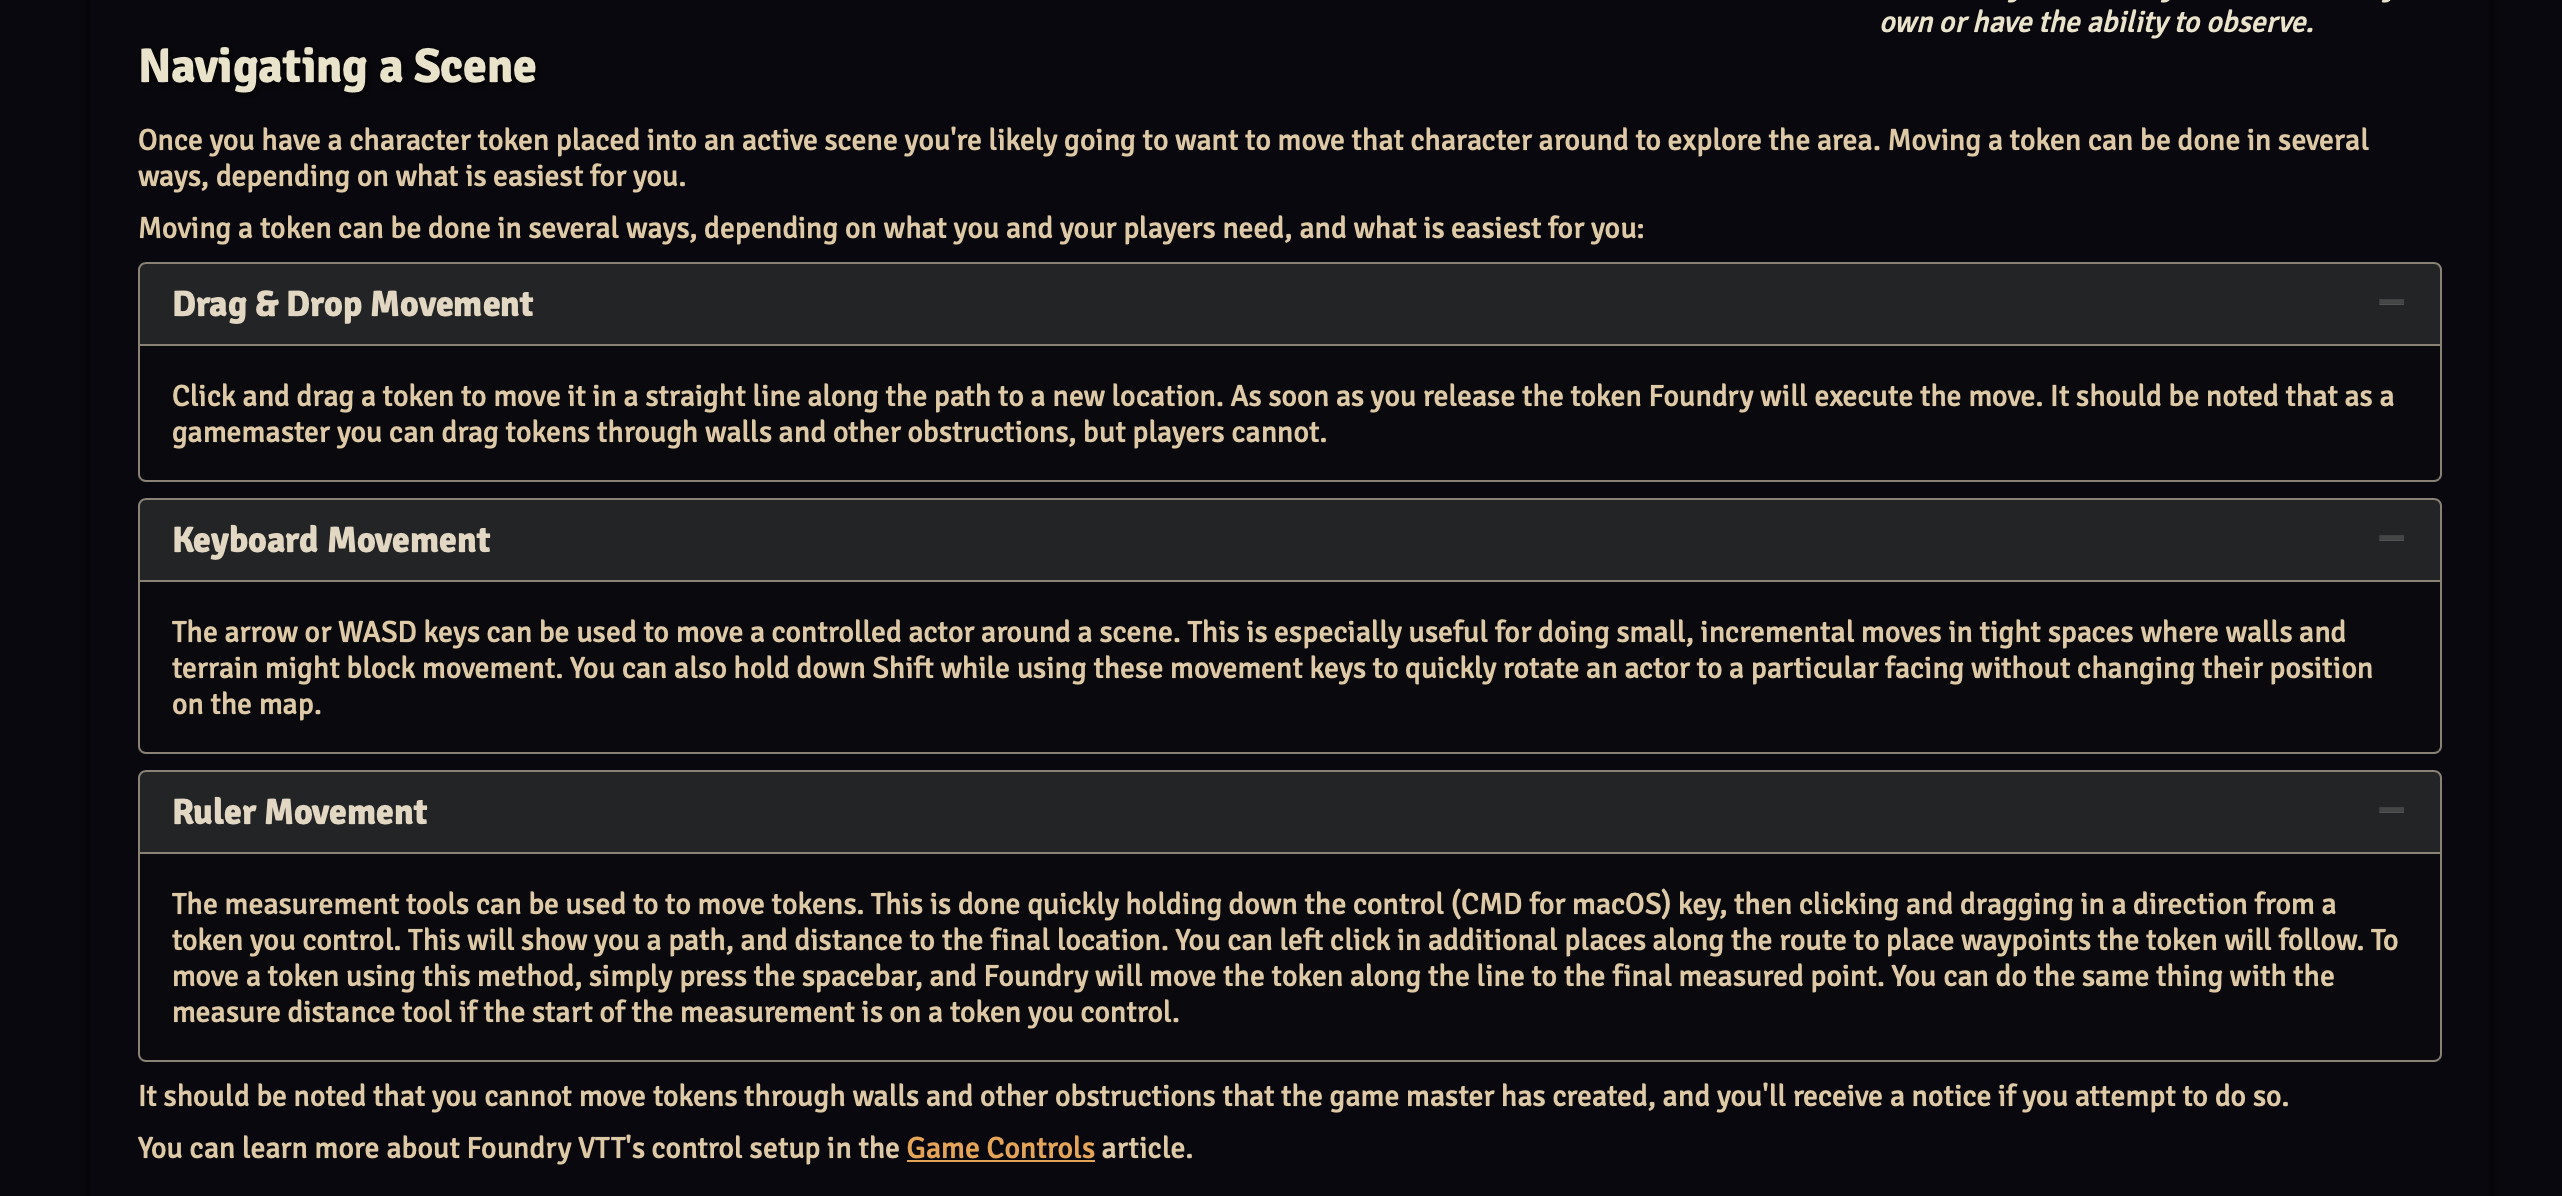 own or have the ability to observe.
Navigating a Scene
Once you have a character token placed into an active scene you're likely going to want to move that character around to explore the area. Moving a token can be done in several
ways, depending on what is easiest for you.
Moving a token can be done in several ways, depending on what you and your players need, and what is easiest for you:
Drag & Drop Movement
Click and drag a token to move it in a straight line along the path to a new location. As soon as you release the token Foundry will execute the move. It should be noted that as a
gamemaster you can drag tokens through walls and other obstructions, but players cannot.
Keyboard Movement
The arrow or WASD keys can be used to move a controlled actor around a scene. This is especially useful for doing small, incremental moves in tight spaces where walls and
terrain might block movement. You can also hold down Shift while using these movement keys to quickly rotate an actor to a particular facing without changing their position
on the map.
Ruler Movement
The measurement tools can be used to to move tokens. This is done quickly holding down the control (CMD for macOS) key, then clicking and dragging in a direction from a
token you control. This will show you a path, and distance to the final location. You can left click in additional places along the route to place waypoints the token will follow. To
move a token using this method, simply press the spacebar, and Foundry will move the token along the line to the final measured point. You can do the same thing with the
measure distance tool if the start of the measurement is on a token you control.
It should be noted that you cannot move tokens through walls and other obstructions that the game master has created, and you'll receive a notice if you attempt to do so.
You can learn more about Foundry VTT's control setup in the Game Controls article.